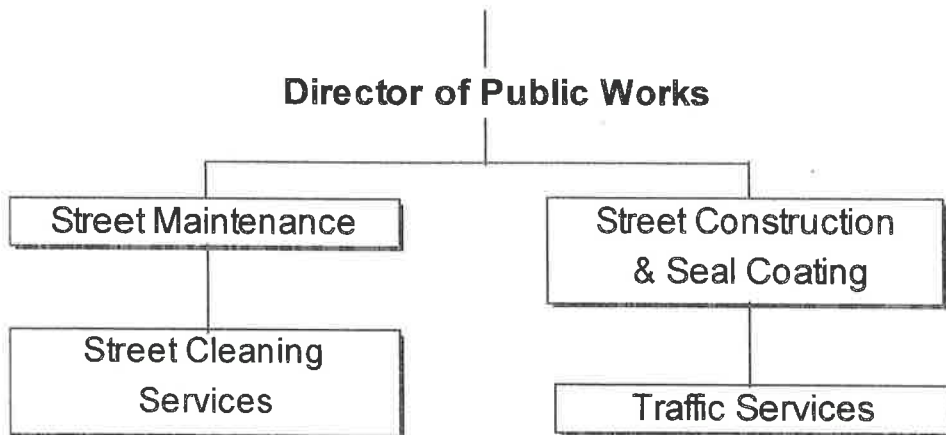 Director of Public Works
Street Maintenance
Street Construction
& Seal Coating
Street Cleaning
Services
Traffic Services